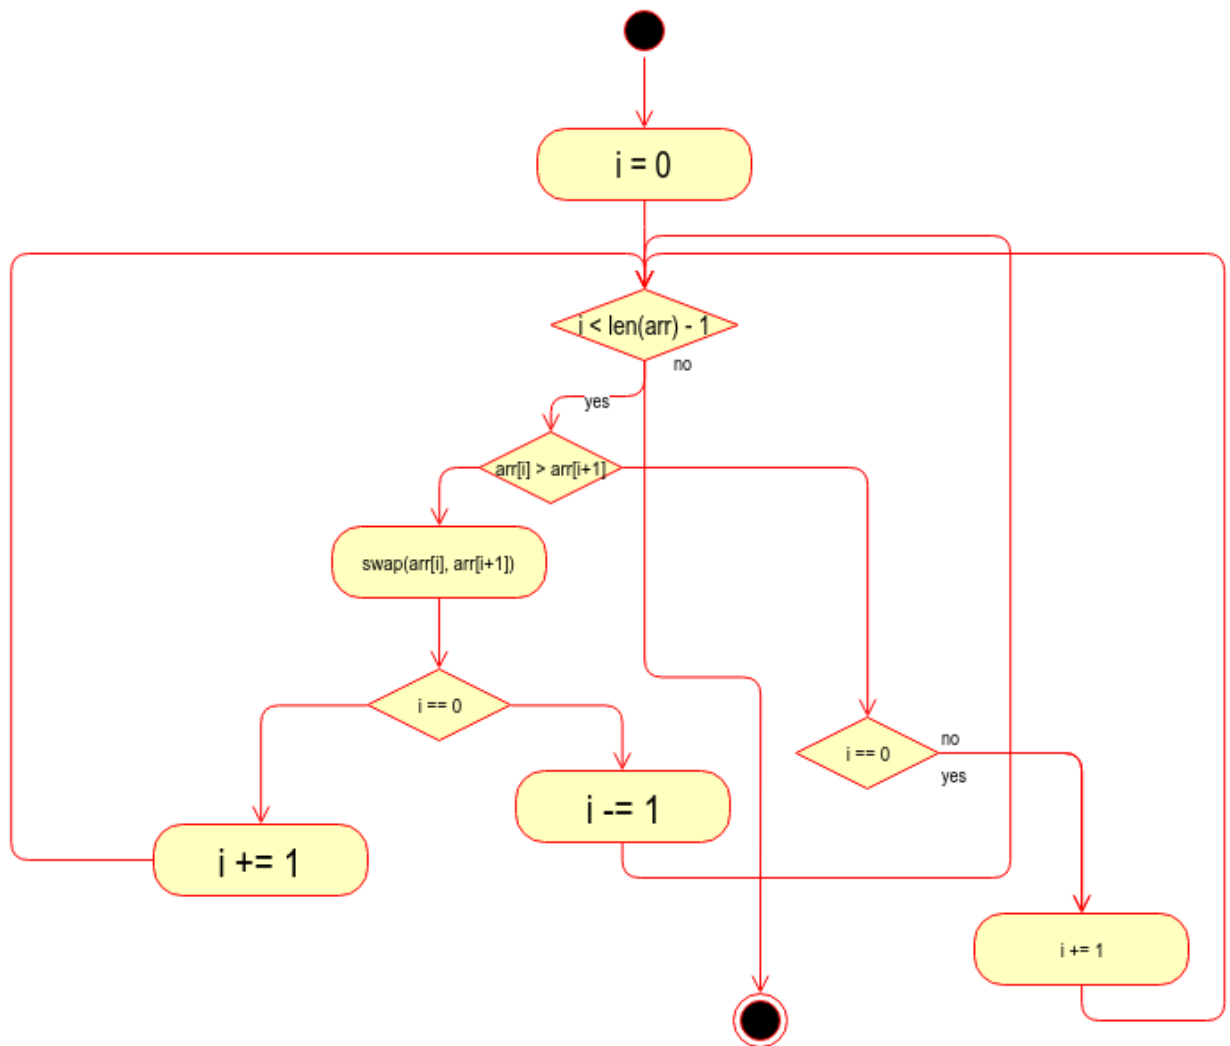 i = 0
i < len(arr) - 1
no
yes
arr[i] > arr[i+1]
swap(arr[i], arr[i+1])
i == 0
i == 0
no
yes
i -= 1
i += 1
i += 1